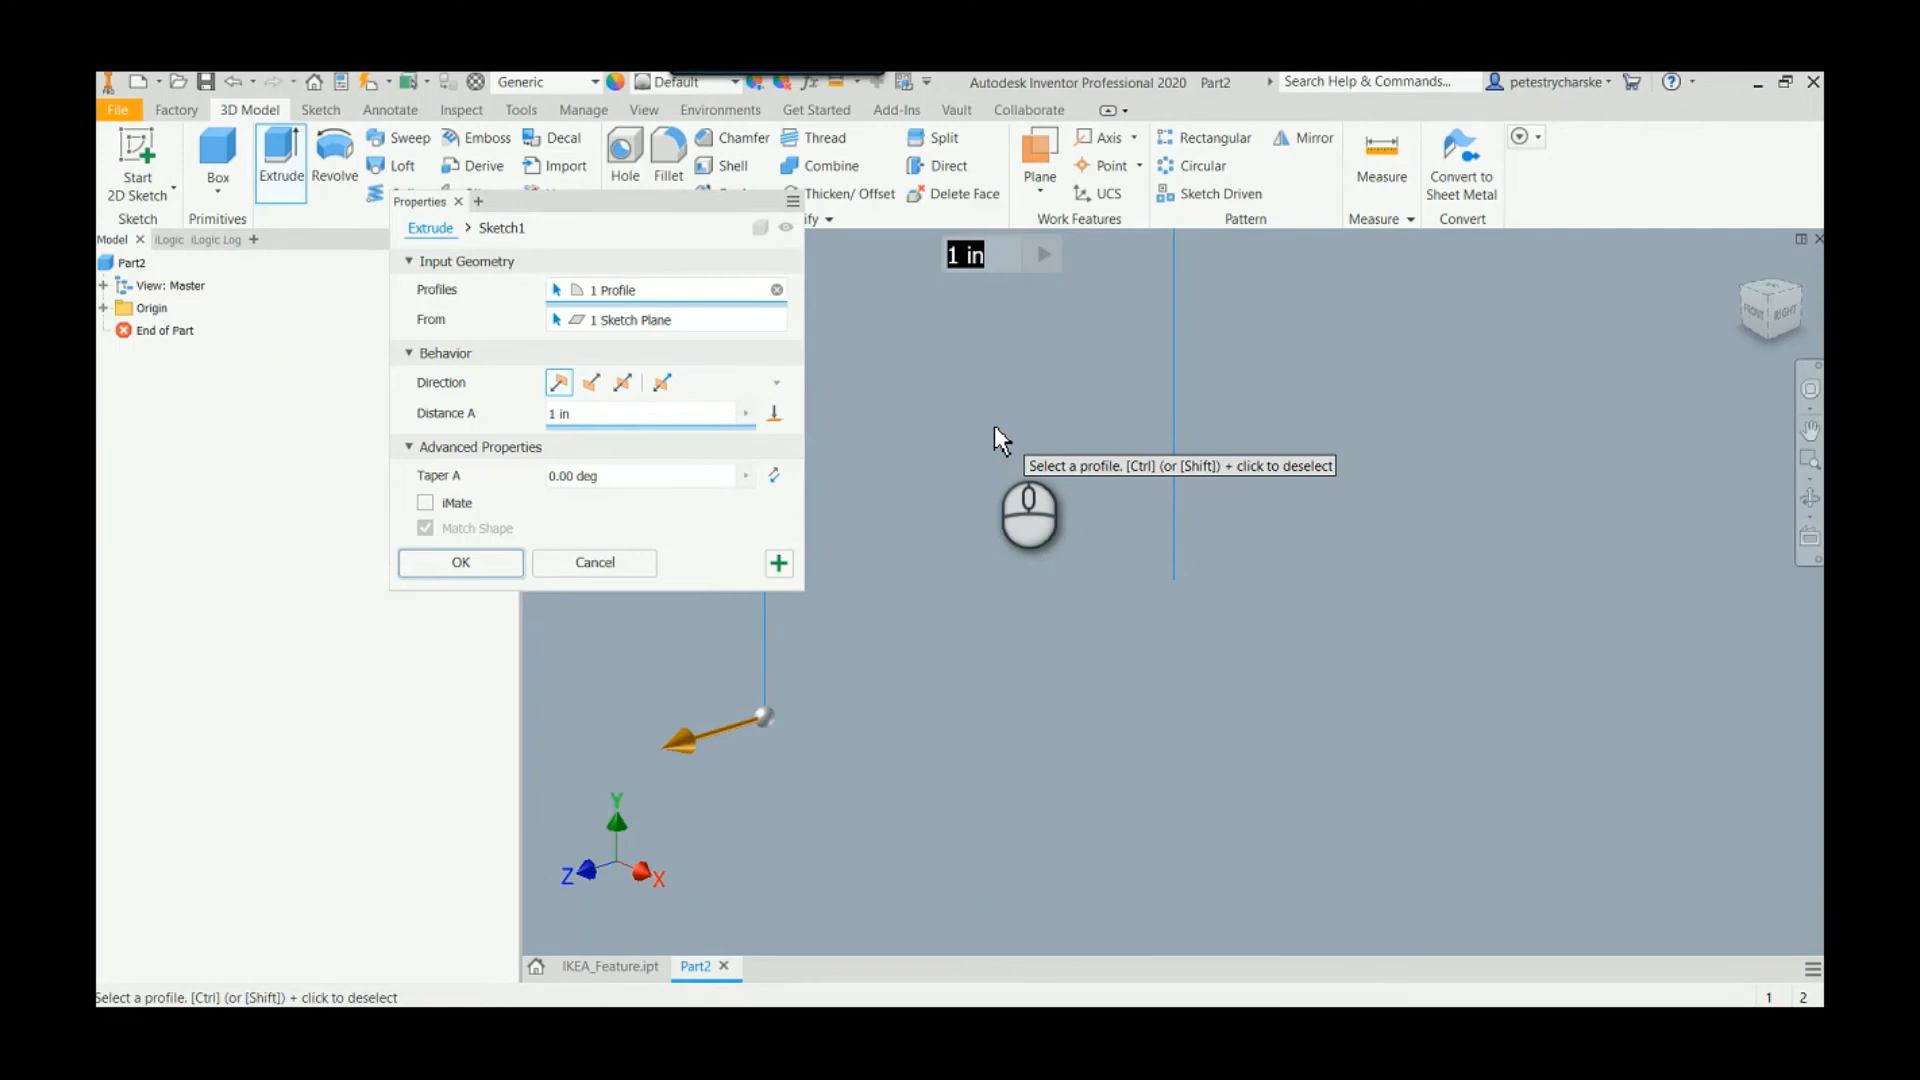 Generic
Default
Autodesk Inventor Professional 2020 Part2
Search Help & Commands...
petestrycharske
PRO
File Factory 3D Model Sketch Annotate Inspect Tools Manage View Environments Get Started Add-Ins Vault Collaborate
Start
2D Sketch
Box
Extrude
Revolve
Sweep
Loft
Emboss
Derive
Decal
Import
Hole
Fillet
Chamfer
Shell
Thread
Combine
Thicken/ Offset
Split
Direct
Delete Face
Plane
Axis
Point
UCS
Rectangular
Circular
Sketch Driven
Mirror
Measure
Convert to
Sheet Metal
Sketch Primitives ify Work Features Pattern Measure Convert
Properties
Extrude > Sketch1
Input Geometry
Profiles 1 Profile
From 1 Sketch Plane
Behavior
Direction
Distance A 1 in
Advanced Properties
Taper A 0.00 deg
iMate
Match Shape
OK Cancel
Model iLogic iLogic Log
Part2
View: Master
Origin
End of Part
1 in
Select a profile. [Ctrl] (or [Shift]) + click to deselect
FRONT RIGHT
Y
Z
X
IKEA_Feature.ipt Part2
Select a profile. [Ctrl] (or [Shift]) + click to deselect
1 2